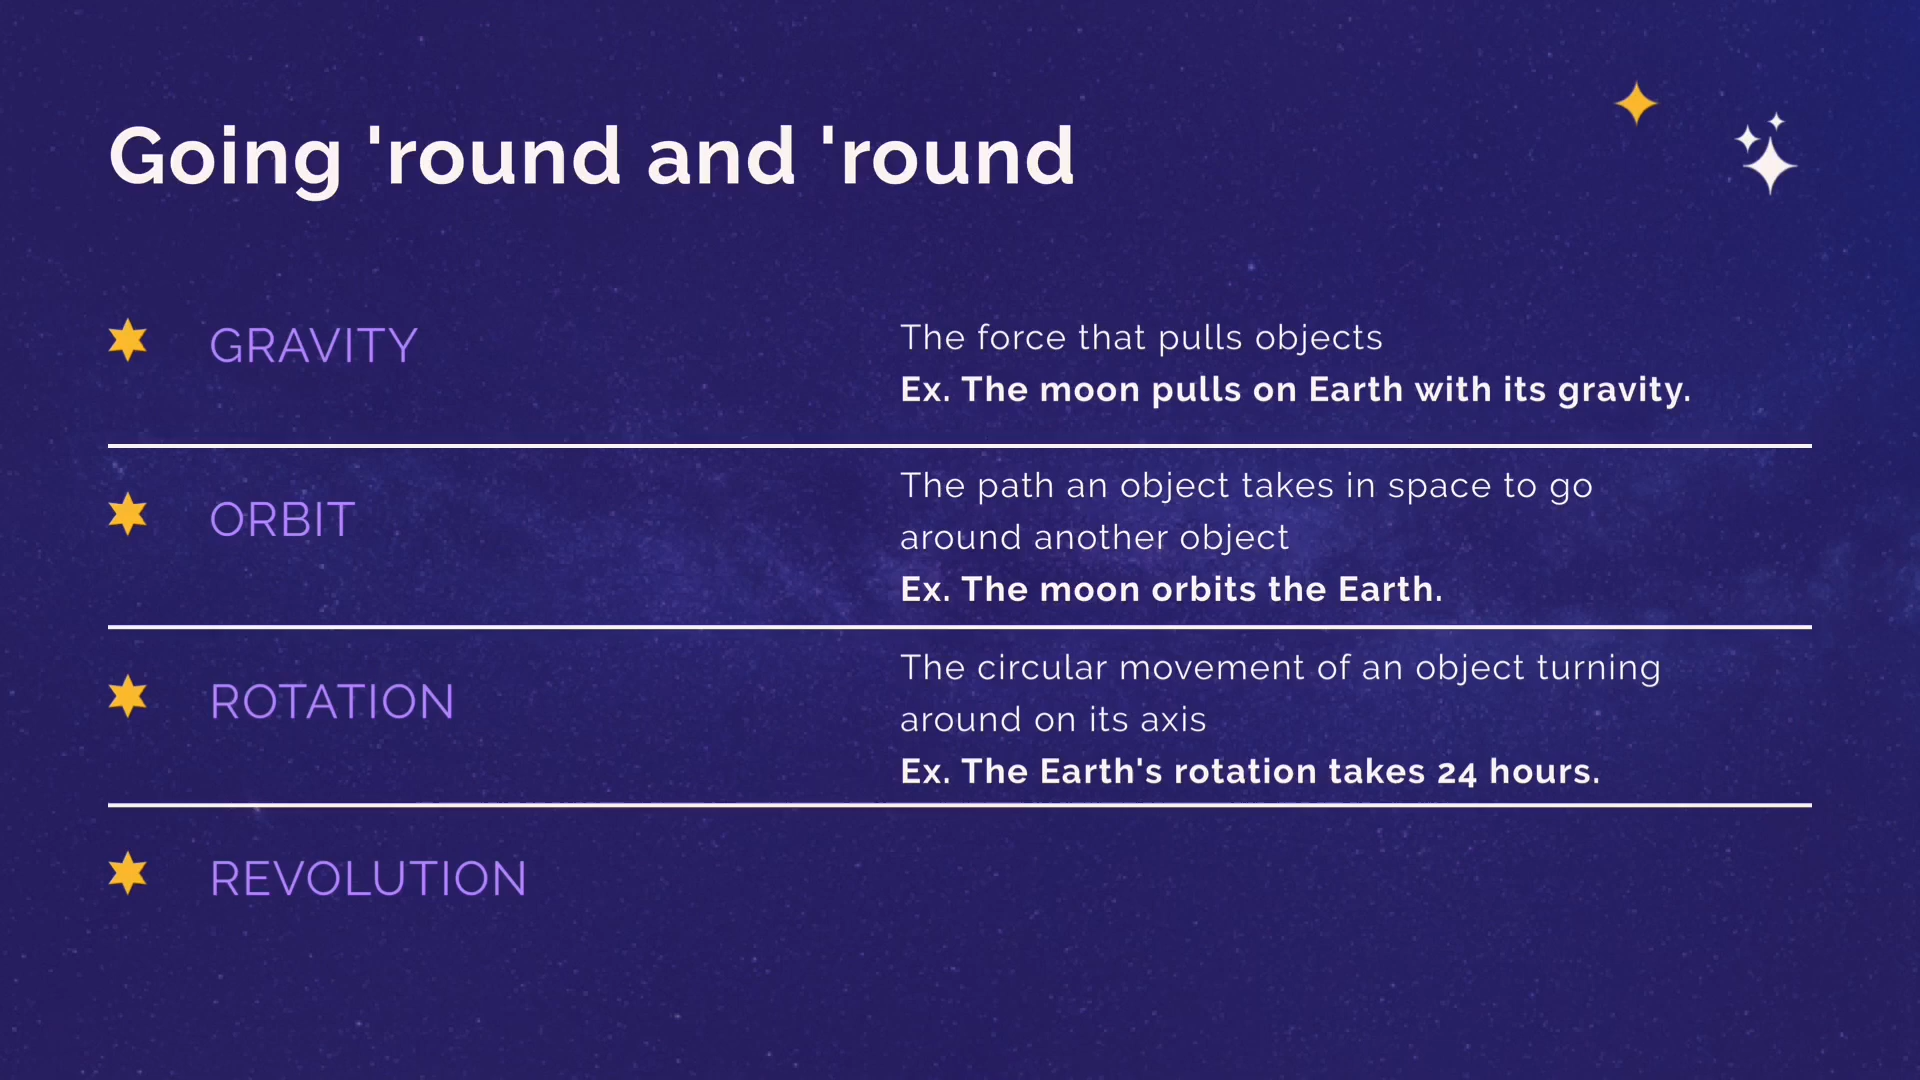 Going 'round and 'round
GRAVITY
The force that pulls objects
Ex. The moon pulls on Earth with its gravity.
ORBIT
The path an object takes in space to go
around another object
Ex. The moon orbits the Earth.
ROTATION
The circular movement of an object turning
around on its axis
Ex. The Earth's rotation takes 24 hours.
REVOLUTION